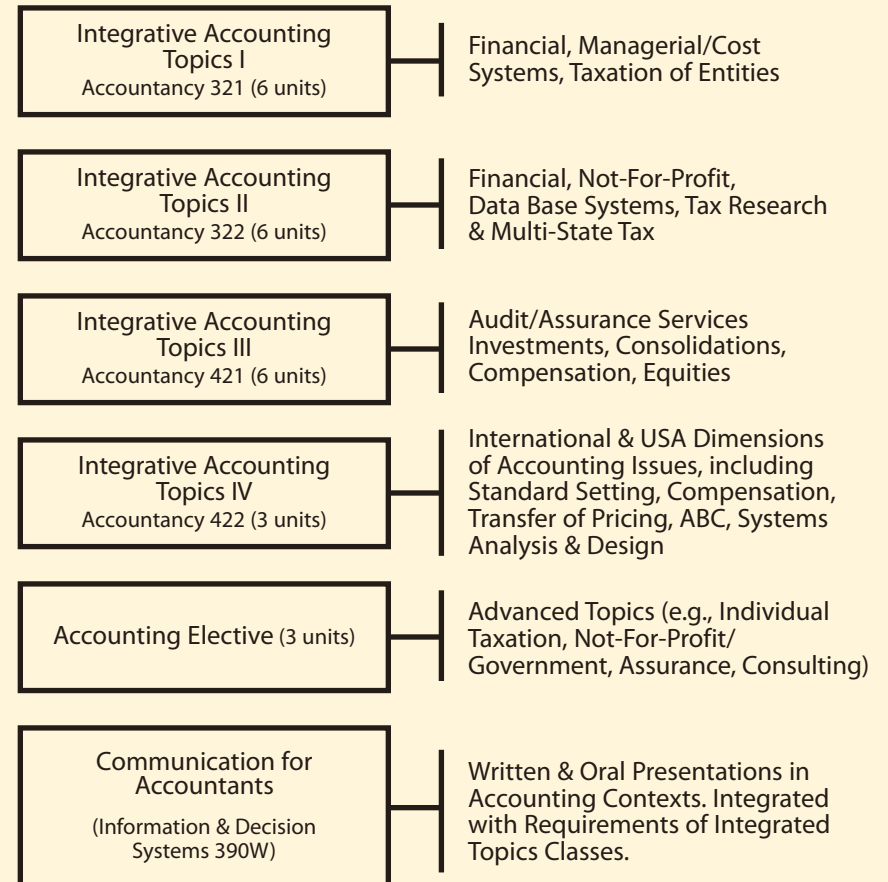 Integrative Accounting
Topics I
Accountancy 321 (6 units)
Financial, Managerial/Cost
Systems, Taxation of Entities
Integrative Accounting
Topics II
Accountancy 322 (6 units)
Financial, Not-For-Profit,
Data Base Systems, Tax Research
& Multi-State Tax
Integrative Accounting
Topics III
Accountancy 421 (6 units)
Audit/Assurance Services
Investments, Consolidations,
Compensation, Equities
Integrative Accounting
Topics IV
Accountancy 422 (3 units)
International & USA Dimensions
of Accounting Issues, including
Standard Setting, Compensation,
Transfer of Pricing, ABC, Systems
Analysis & Design
Accounting Elective (3 units)
Advanced Topics (e.g., Individual
Taxation, Not-For-Profit/
Government, Assurance, Consulting)
Communication for
Accountants
(Information & Decision
Systems 390W)
Written & Oral Presentations in
Accounting Contexts. Integrated
with Requirements of Integrated
Topics Classes.